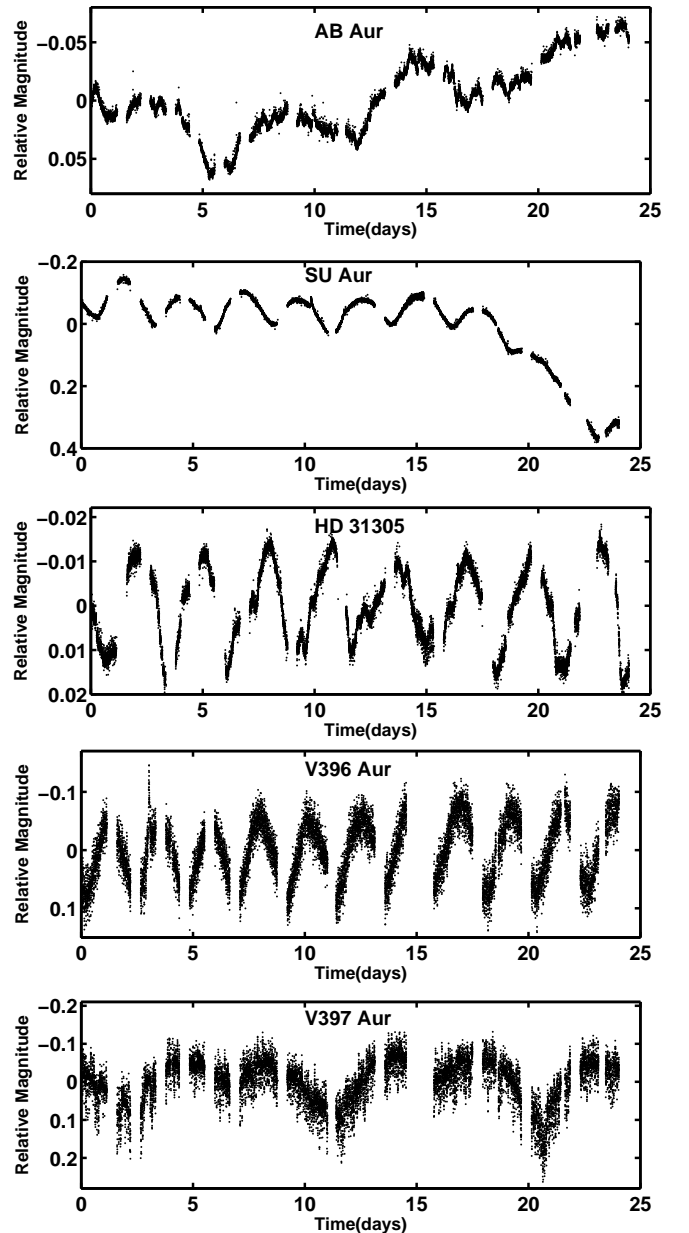 AB Aur
Relative Magnitude
−0.05
0
0.05
0 5 10 15 20 25
Time(days)
SU Aur
Relative Magnitude
−0.2
0
0.2
0.4
0 5 10 15 20 25
Time(days)
HD 31305
Relative Magnitude
−0.02
−0.01
0
0.01
0.02
0 5 10 15 20 25
Time(days)
V396 Aur
Relative Magnitude
−0.1
0
0.1
0 5 10 15 20 25
Time(days)
V397 Aur
Relative Magnitude
−0.2
−0.1
0
0.1
0.2
0 5 10 15 20 25
Time(days)